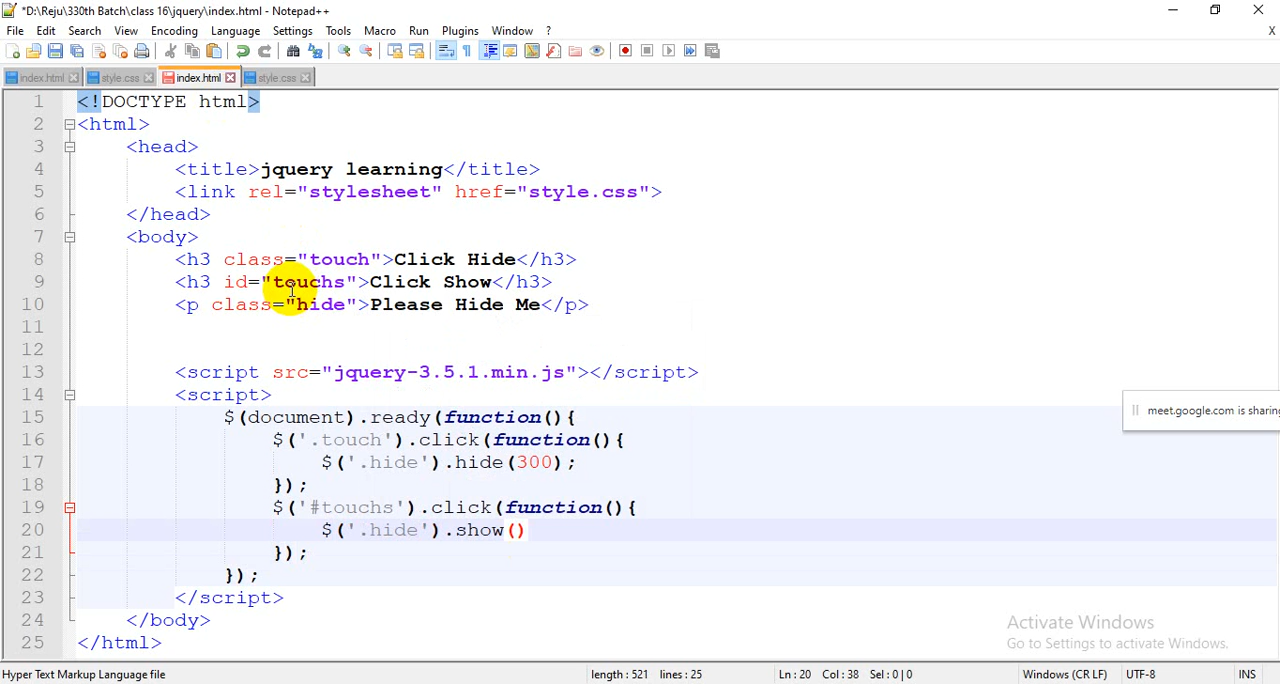 *D:\Reju\330th Batch\class 16\jquery\index.html - Notepad++
File Edit Search View Encoding Language Settings Tools Macro Run Plugins Window ?
X
index.html style.css index.html style.css
1 <!DOCTYPE html>
2 <html>
3 <head>
4 <title>jquery learning</title>
5 <link rel="stylesheet" href="style.css">
6 </head>
7 <body>
8 <h3 class="touch">Click Hide</h3>
9 <h3 id="touchs">Click Show</h3>
10 <p class="hide">Please Hide Me</p>
11
12
13 <script src="jquery-3.5.1.min.js"></script>
14 <script>
15 $(document).ready(function(){
16 $('.touch').click(function(){
17 $('.hide').hide(300);
18 });
19 $('#touchs').click(function(){
20 $('.hide').show()
21 });
22 });
23 </script>
24 </body>
25 </html>
meet.google.com is sharing
Activate Windows
Go to Settings to activate Windows.
Hyper Text Markup Language file length : 521 lines : 25 Ln : 20 Col : 38 Sel : 0 | 0 Windows (CR LF) UTF-8 INS